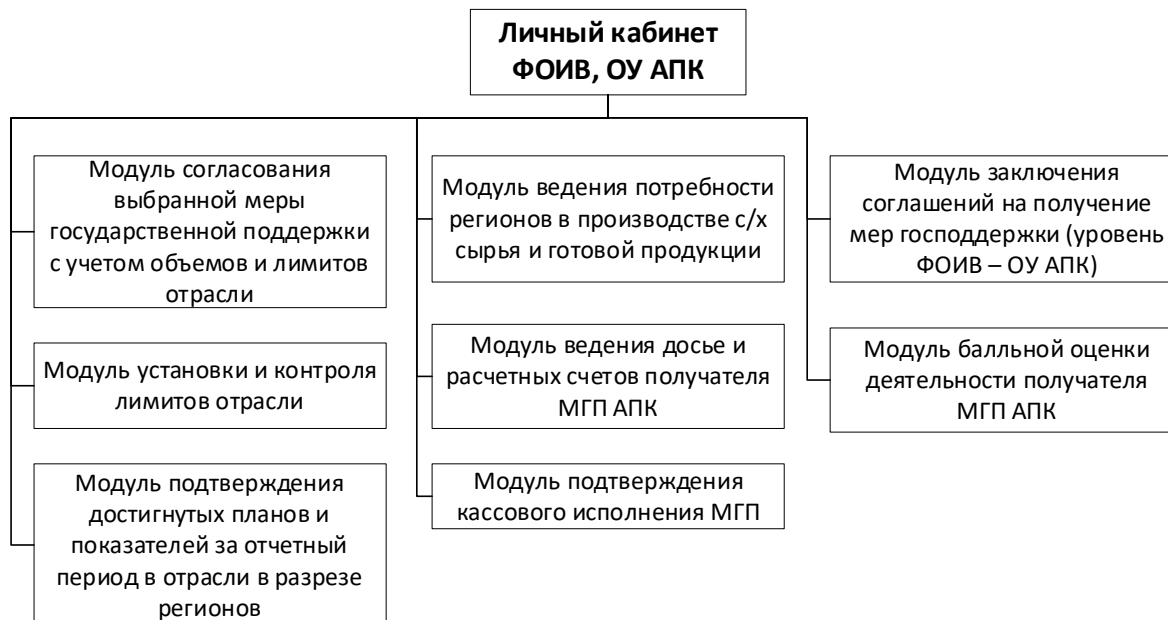 Личный кабинет
ФОИВ, ОУ АПК
Модуль согласования
выбранной меры
государственной поддержки
с учетом объемов и лимитов
отрасли
Модуль установки и контроля
лимитов отрасли
Модуль подтверждения
достигнутых планов и
показателей за отчетный
период в отрасли в разрезе
регионов
Модуль ведения потребности
регионов в производстве с/х
сырья и готовой продукции
Модуль ведения досье и
расчетных счетов получателя
МГП АПК
Модуль подтверждения
кассового исполнения МГП
Модуль заключения
соглашений на получение
мер господдержки (уровень
ФОИВ – ОУ АПК)
Модуль балльной оценки
деятельности получателя
МГП АПК